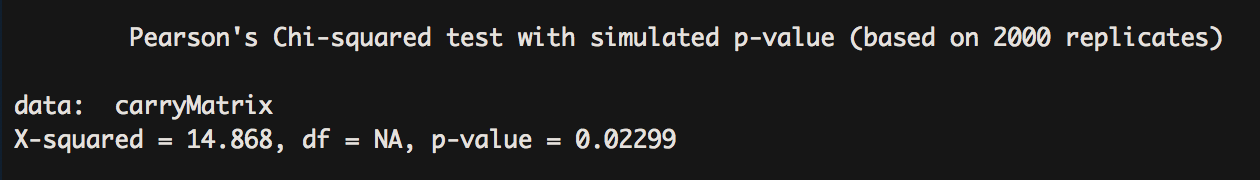 Pearson's Chi-squared test with simulated p-value (based on 2000 replicates)
data:  carryMatrix
X-squared = 14.868, df = NA, p-value = 0.02299